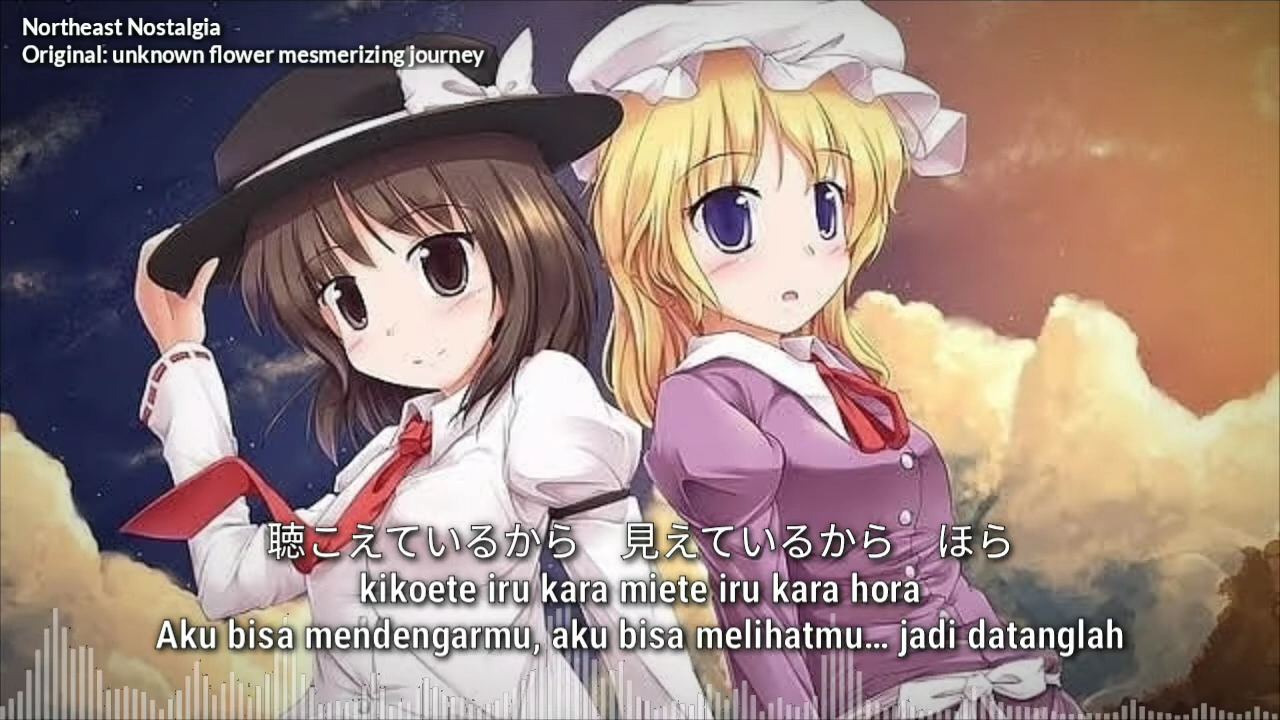 Northeast Nostalgia
Original: unknown flower mesmerizing journey
聴こえているから　見えているから　ほら
kikoete iru kara miete iru kara hora
Aku bisa mendengarmu, aku bisa melihatmu... jadi datanglah